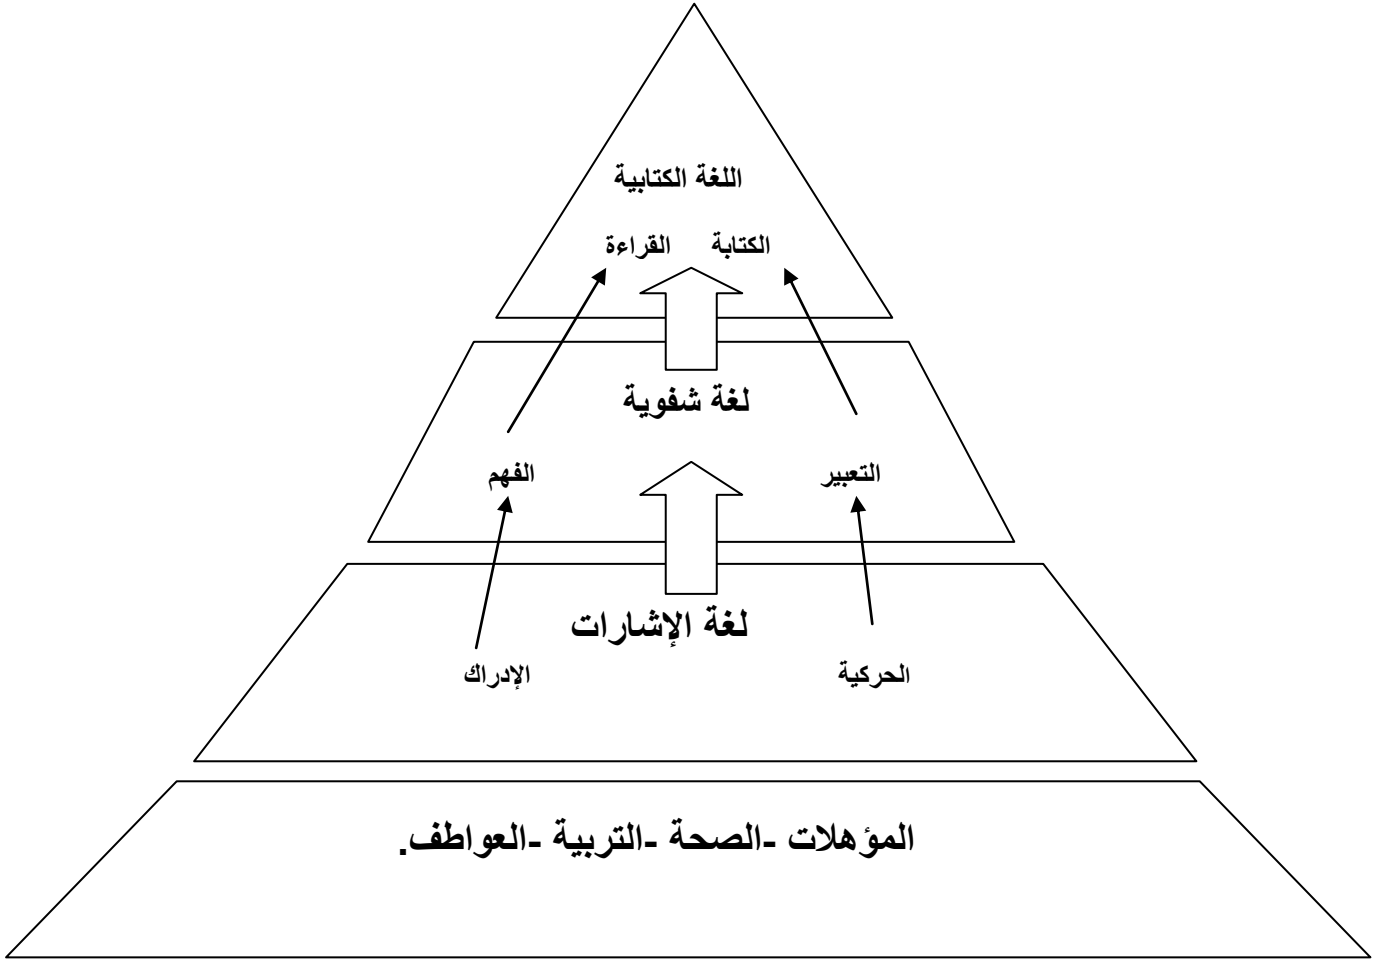 اللغة الكتابية
الكتابة القراءة
لغة شفوية
التعبير الفهم
لغة الإشارات
الحركية الإدراك
المؤهلات -الصحة -التربية -العواطف.